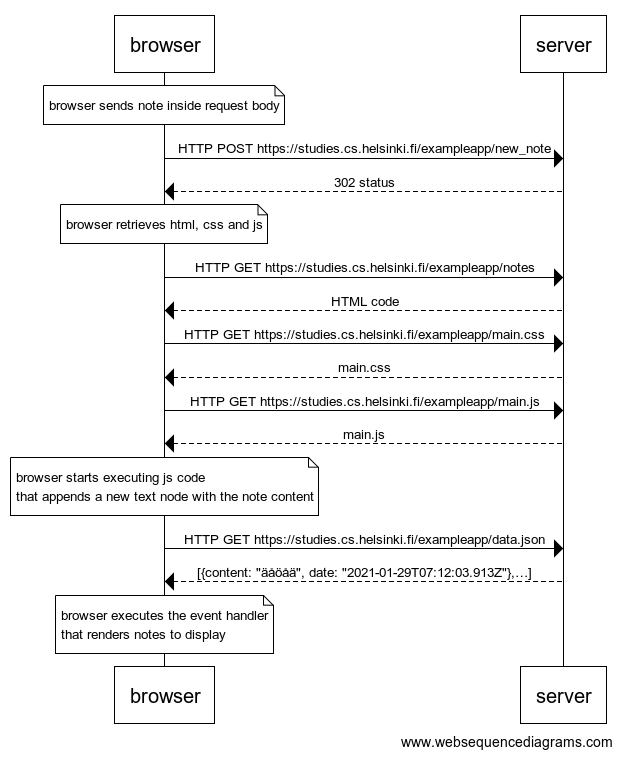 browser server
browser sends note inside request body
HTTP POST https://studies.cs.helsinki.fi/exampleapp/new_note
302 status
browser retrieves html, css and js
HTTP GET https://studies.cs.helsinki.fi/exampleapp/notes
HTML code
HTTP GET https://studies.cs.helsinki.fi/exampleapp/main.css
main.css
HTTP GET https://studies.cs.helsinki.fi/exampleapp/main.js
main.js
browser starts executing js code
that appends a new text node with the note content
HTTP GET https://studies.cs.helsinki.fi/exampleapp/data.json
[{content: "äåöåä", date: "2021-01-29T07:12:03.913Z"},…]
browser executes the event handler
that renders notes to display
browser server
www.websequencediagrams.com